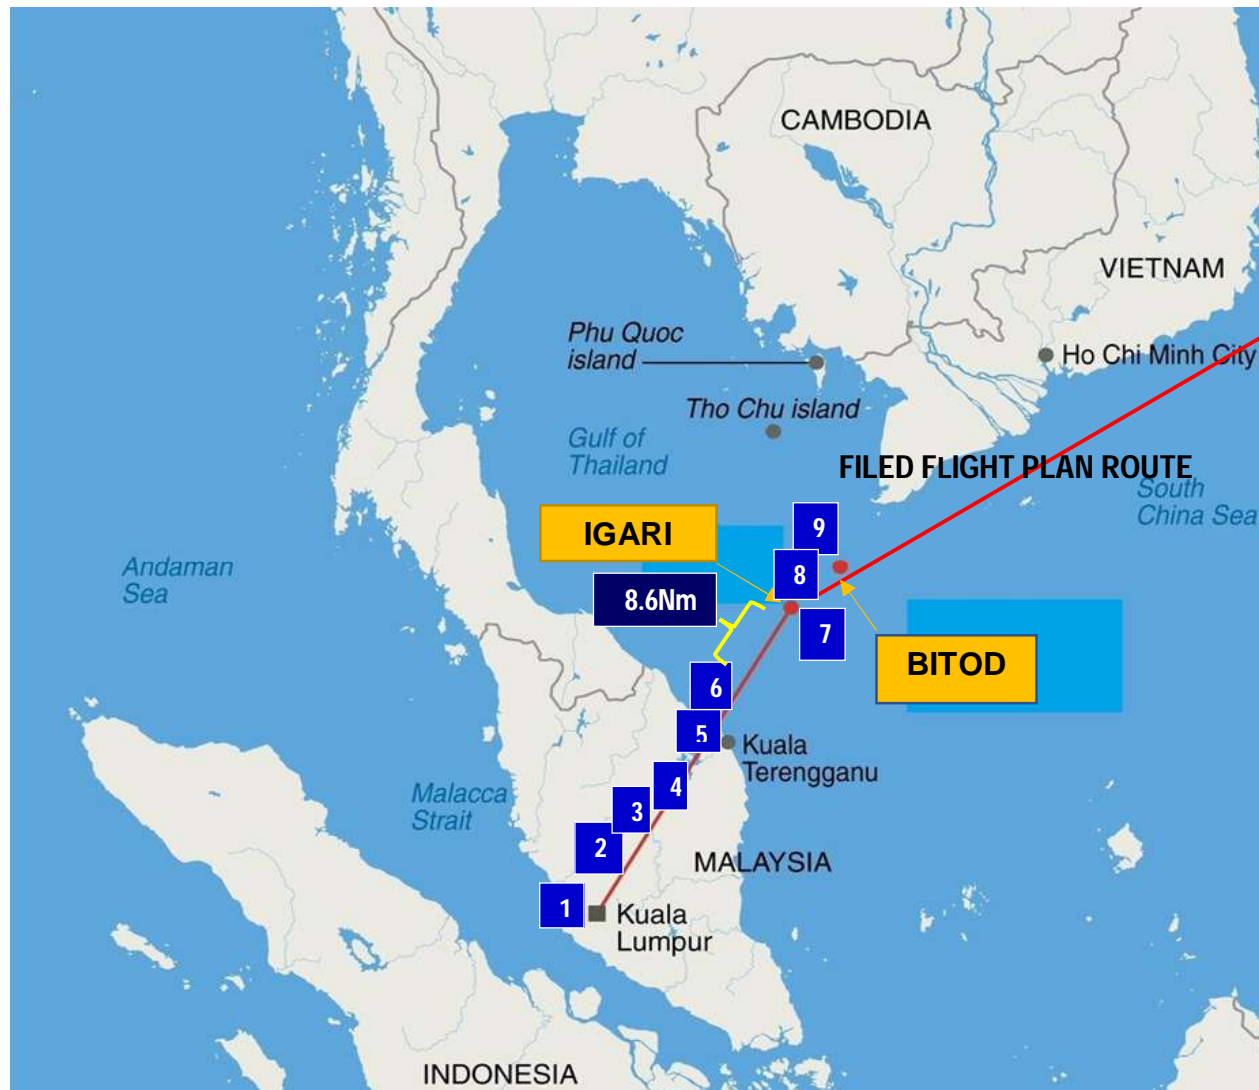 CAMBODIA
VIETNAM
Phu Quoc
island
Ho Chi Minh City
Tho Chu island
Gulf of
Thailand
FILED FLIGHT PLAN ROUTE
South
China Sea
9
IGARI
8
Andaman
Sea
8.6Nm
7
BITOD
6
5
Kuala
Terengganu
4
Malacca
Strait
3
2
MALAYSIA
1
Kuala
Lumpur
INDONESIA